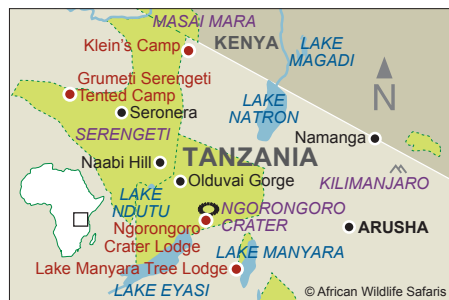 MASAI MARA
Klein's Camp
KENYA
LAKE
MAGADI
Grumeti Serengeti
Tented Camp
N
Seronera
LAKE
NATRON
SERENGETI
Namanga
Naabi Hill
TANZANIA
Olduvai Gorge
KILIMANJARO
LAKE
NDUTU
NGORONGORO
CRATER
Ngorongoro
Crater Lodge
ARUSHA
LAKE MANYARA
Lake Manyara Tree Lodge
LAKE EYASI
© African Wildlife Safaris